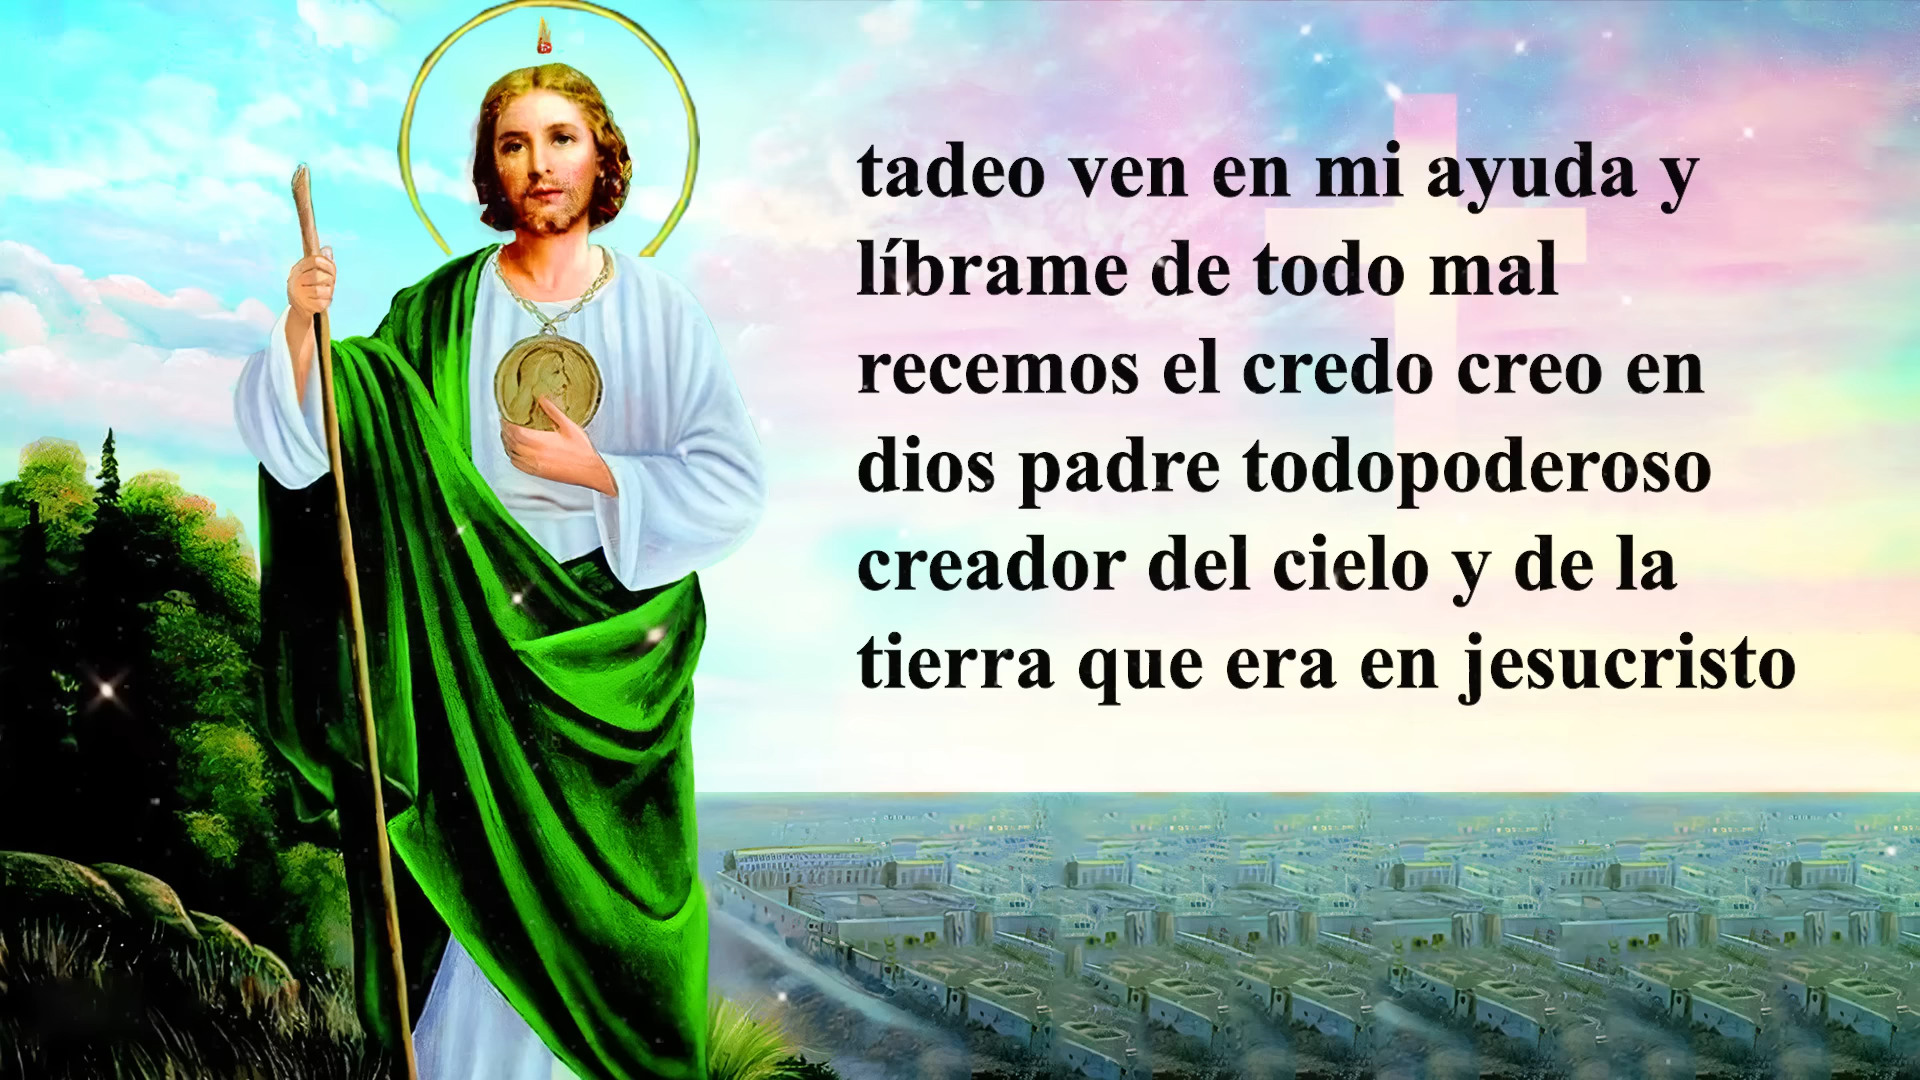 tadeo ven en mi ayuda y
líbrame de todo mal
recemos el credo creo en
dios padre todopoderoso
creador del cielo y de la
tierra que era en jesucristo